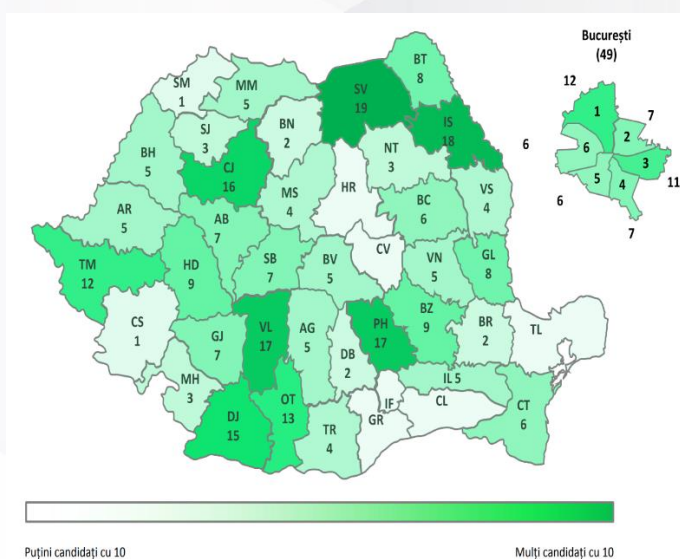 București
(49)
BT
8
SM
1
MM
5
SV
19
12
1
7
2
6
6
3
5
4
11
6
7
BN
2
IS
18
SJ
3
NT
3
BH
5
CJ
16
HR
MS
4
BC
6
VS
4
AR
5
AB
7
CV
TM
12
HD
9
SB
7
BV
5
VN
5
GL
8
CS
1
GJ
7
VL
17
AG
5
PH
17
BZ
9
BR
2
TL
DB
2
MH
3
IL 5
OT
13
IF
CL
CT
6
DJ
15
TR
4
GR
Puțini candidați cu 10
Mulți candidați cu 10